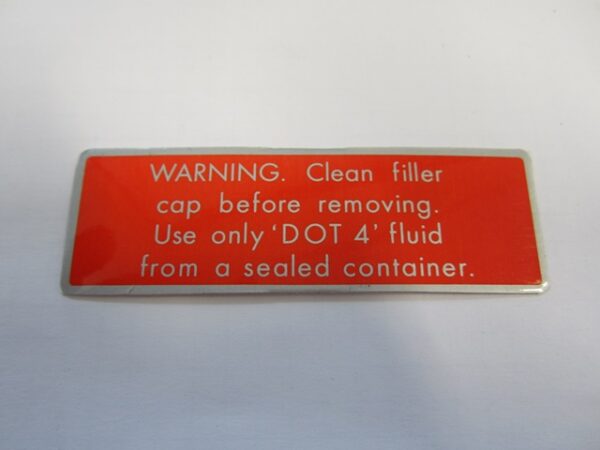 WARNING. Clean filler
cap before removing.
Use only 'DOT 4' fluid
from a sealed container.